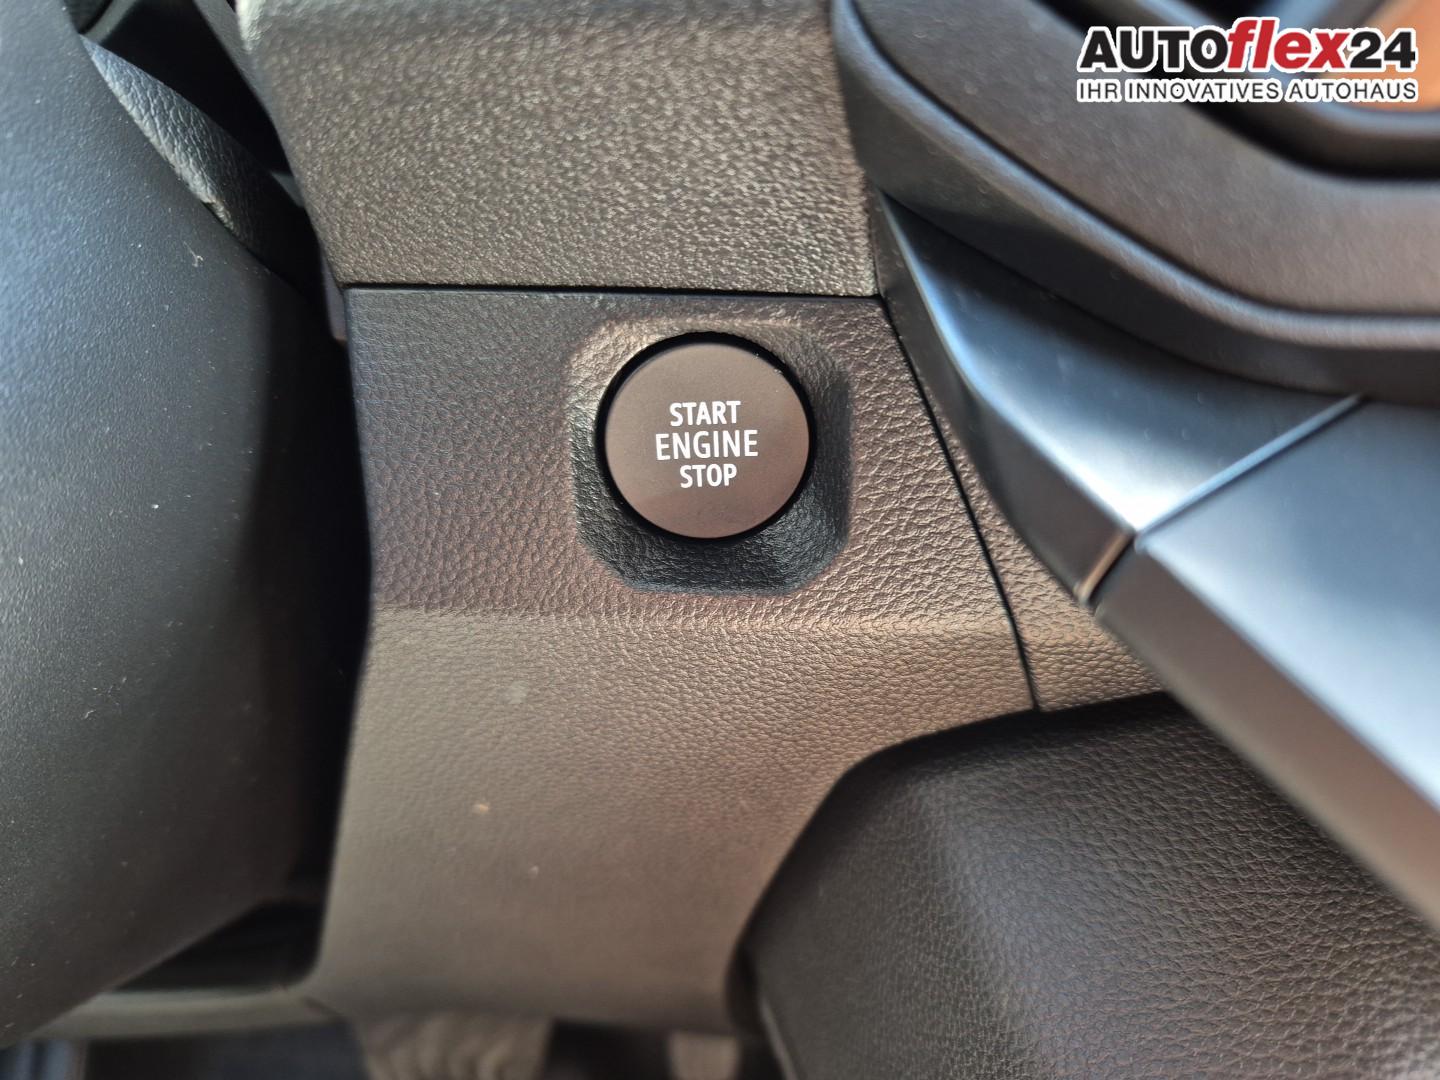 AUTOflex24
IHR INNOVATIVES AUTOHAUS
START
ENGINE
STOP